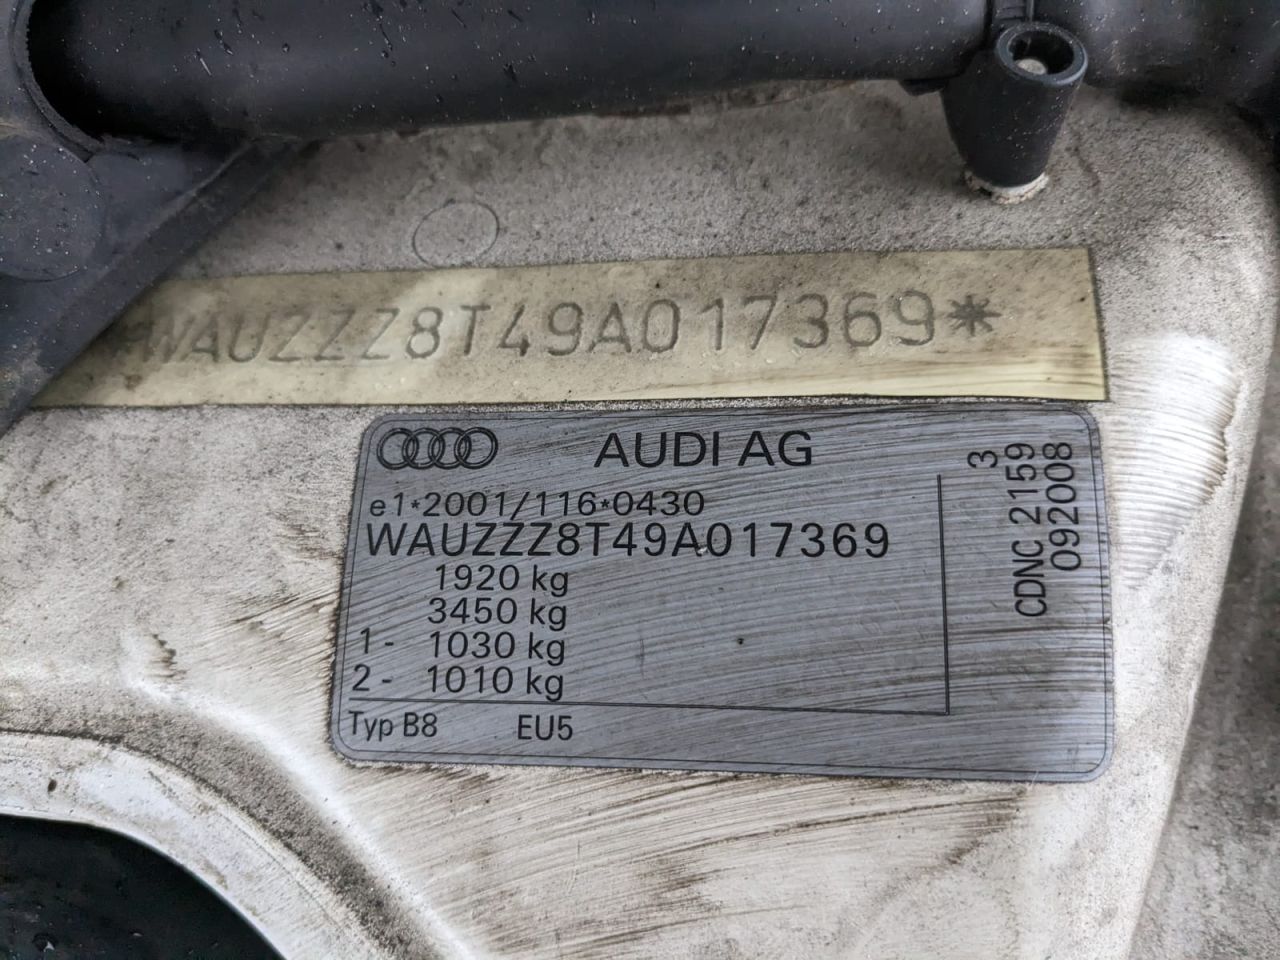 *WAUZZZ8T49A017369*
AUDI AG
e1*2001/116*0430
WAUZZZ8T49A017369
1920 kg
3450 kg
1- 1030 kg
2- 1010 kg
Typ B8 EU5
3
CDNC 2159
092008